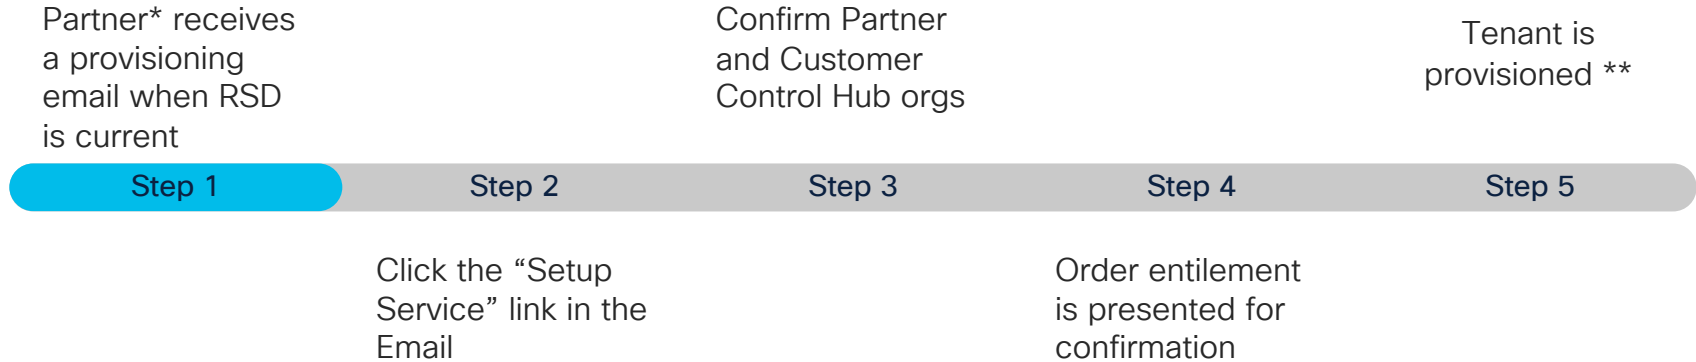 Partner* receives
a provisioning
email when RSD
is current
Confirm Partner
and Customer
Control Hub orgs
Tenant is
provisioned **
Step 1
Step 2
Step 3
Step 4
Step 5
Click the “Setup
Service” link in the
Email
Order entilement
is presented for
confirmation